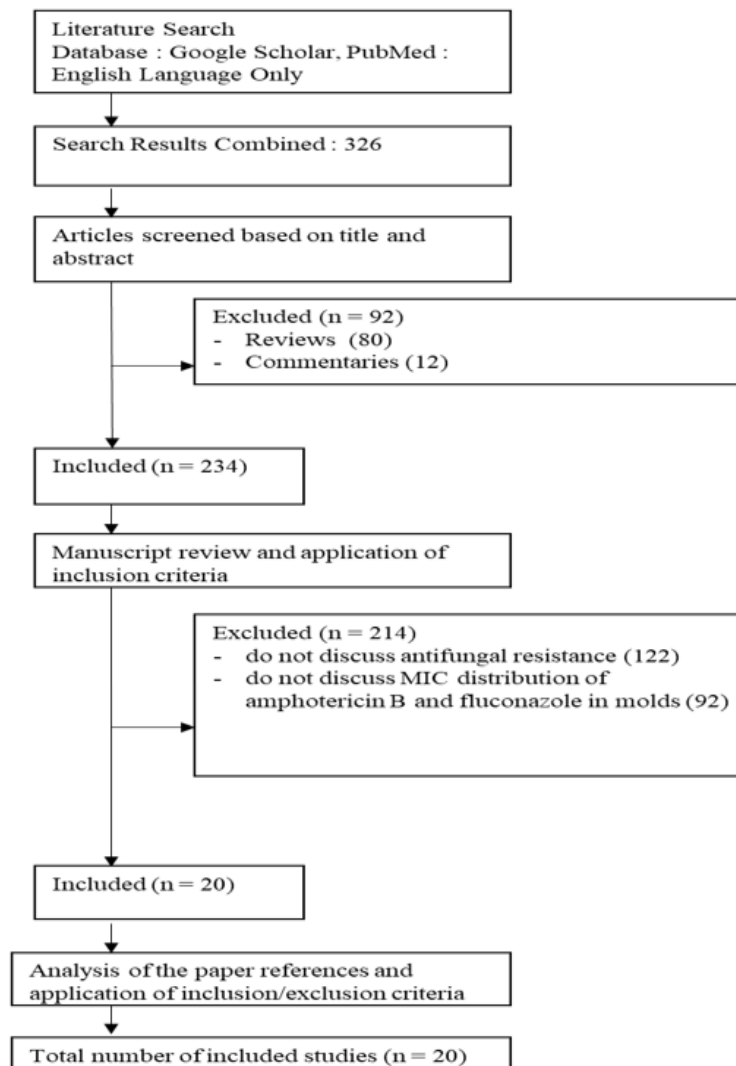 Literature Search
Database : Google Scholar, PubMed :
English Language Only
Search Results Combined : 326
Articles screened based on title and
abstract
Excluded (n = 92)
- Reviews (80)
- Commentaries (12)
Included (n = 234)
Manuscript review and application of
inclusion criteria
Excluded (n = 214)
- do not discuss antifungal resistance (122)
- do not discuss MIC distribution of
amphotericin B and fluconazole in molds (92)
Included (n = 20)
Analysis of the paper references and
application of inclusion/exclusion criteria
Total number of included studies (n = 20)